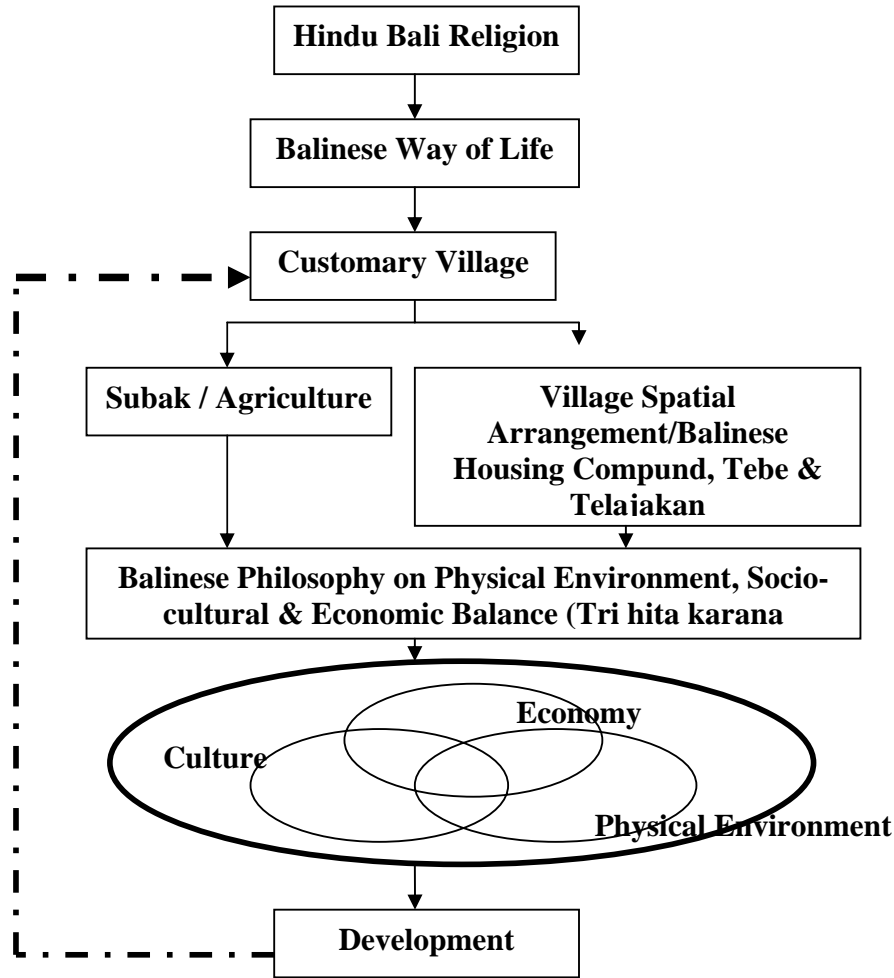 Hindu Bali Religion
Balinese Way of Life
Customary Village
Subak / Agriculture
Village Spatial
Arrangement/Balinese
Housing Compund, Tebe &
Telajakan
Balinese Philosophy on Physical Environment, Socio-
cultural & Economic Balance (Tri hita karana
Economy
Culture
Physical Environment
Development